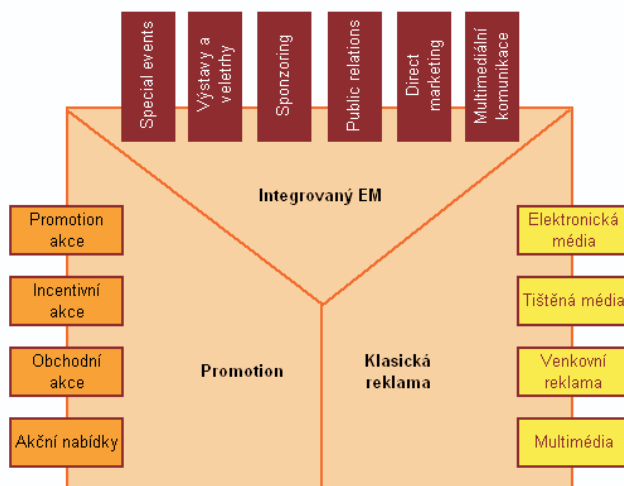 Special events
Výstavy a
veletrhy
Sponzoring
Public relations
Direct
marketing
Multimediální
komunikace
Integrovaný EM
Promotion
akce
Incentivní
akce
Obchodní
akce
Akční nabídky
Promotion
Klasická
reklama
Elektronická
média
Tištěná média
Venkovní
reklama
Multimédia